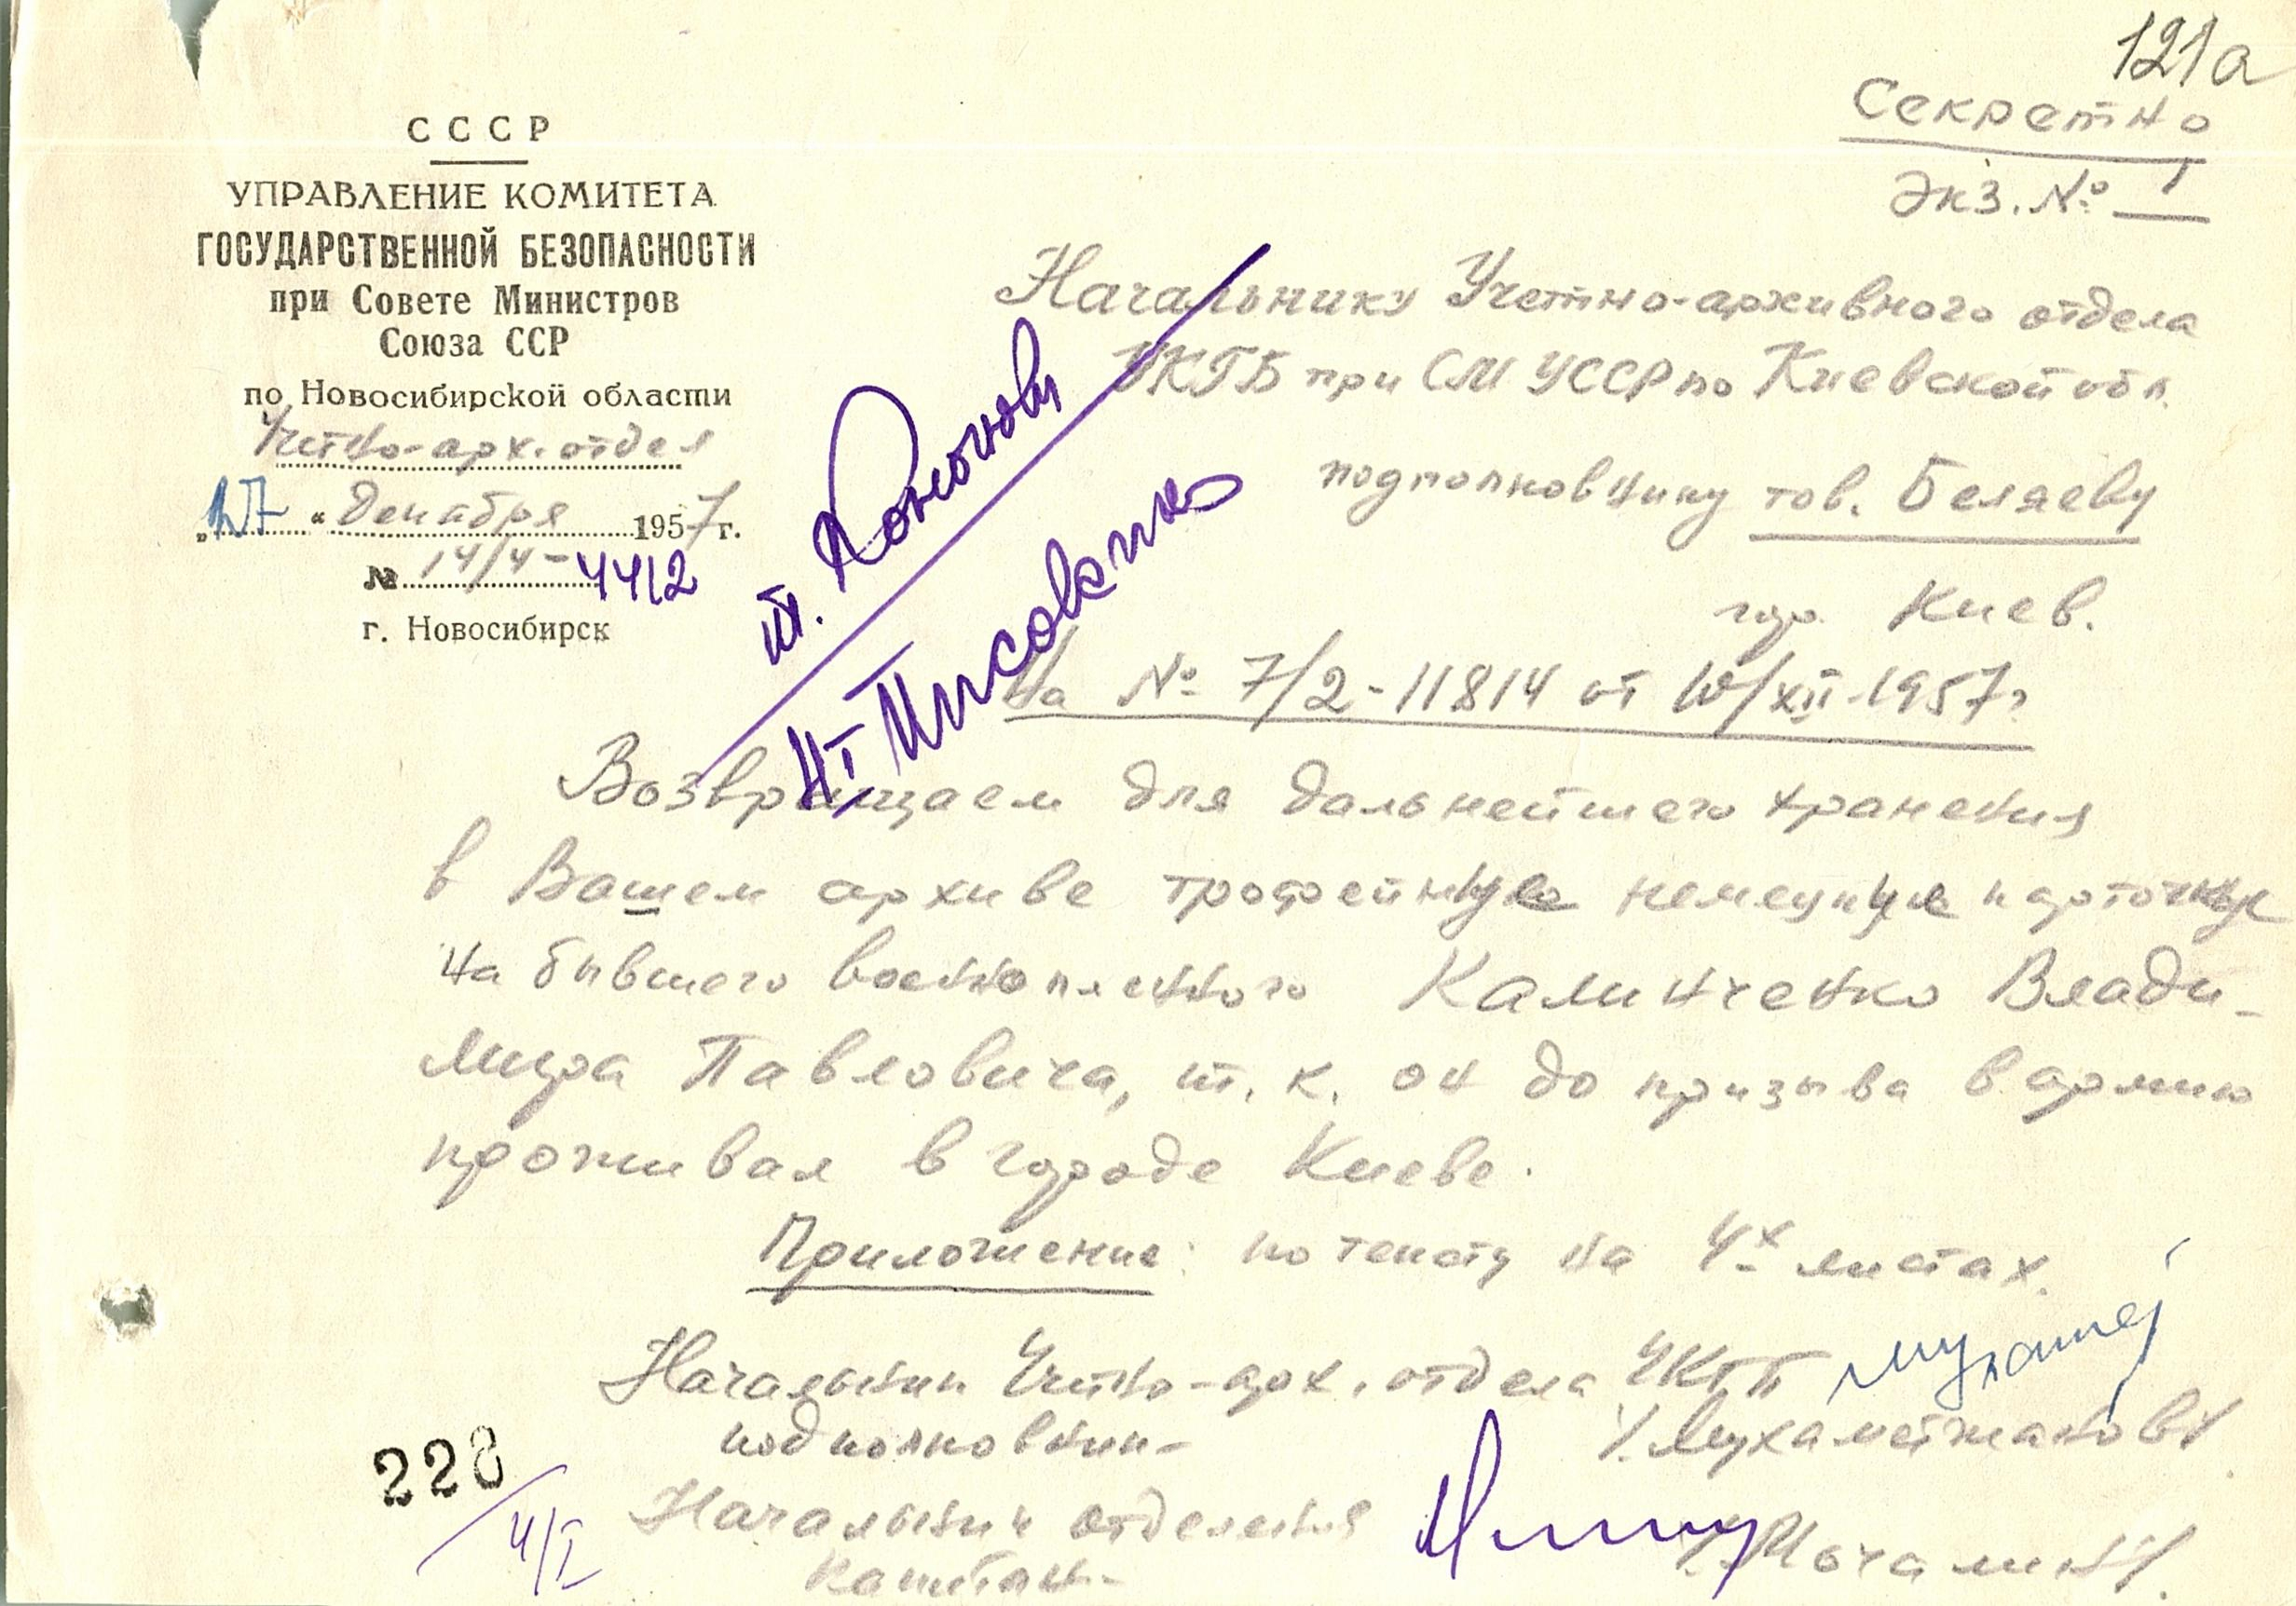 121а
Секретно
Экз. № 1
СССР
УПРАВЛЕНИЕ КОМИТЕТА
ГОСУДАРСТВЕННОЙ БЕЗОПАСНОСТИ
при Совете Министров
Союза ССР
по Новосибирской области
Учетно-арх. отдел
„17 “ декабря 1957 г.
№ 14/4-4412
г. Новосибирск
Начальнику Учетно-архивного отдела
УКГБ при СМ УССР по Киевской обл.
подполковнику тов. Беляеву
гор. Киев.
т. Кононову
На № 7/2-11814 от 10/XII-1957 г.
Возвращаем для дальнейшего хранения
в Вашем архиве трофейную немецкую карточку
на бывшего военнопленного Калинченко Влади-
мира Павловича, т. к. он до призыва в армию
проживал в городе Киеве.
Приложение: по тексту на 4х листах.
Начальник Учетно-арх. отдела УКГБ
подполковник- /Мухаметжанов/
228
4/I
Начальник отделения
капитан-